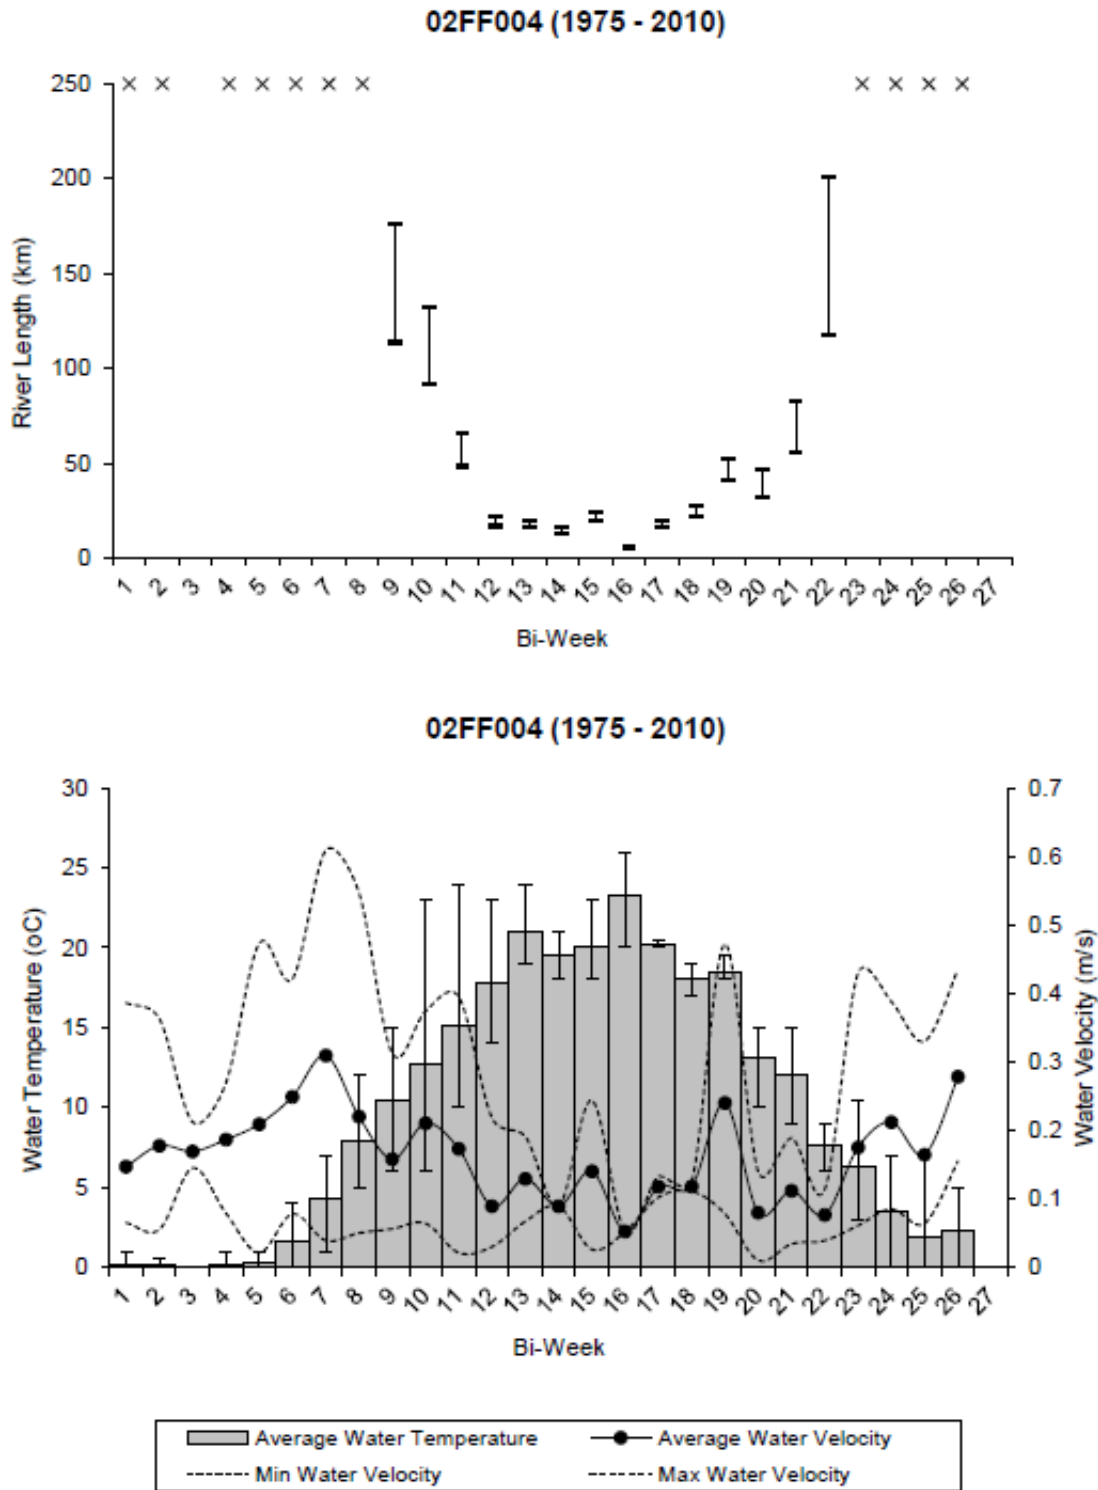 02FF004 (1975 - 2010)
250
200
150
100
50
0
River Length (km)
1 2 3 4 5 6 7 8 9 10 11 12 13 14 15 16 17 18 19 20 21 22 23 24 25 26 27
Bi-Week
02FF004 (1975 - 2010)
30
25
20
15
10
5
0
Water Temperature (oC)
0.7
0.6
0.5
0.4
0.3
0.2
0.1
0
Water Velocity (m/s)
1 2 3 4 5 6 7 8 9 10 11 12 13 14 15 16 17 18 19 20 21 22 23 24 25 26 27
Bi-Week
Average Water Temperature Average Water Velocity
Min Water Velocity Max Water Velocity